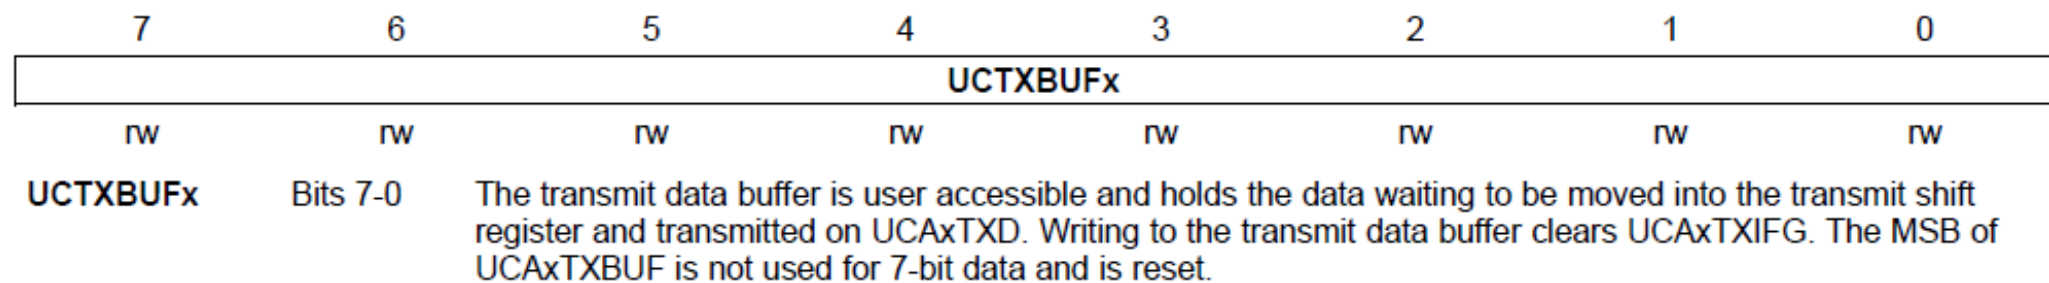 7 6 5 4 3 2 1 0
UCTXBUFx
rw rw rw rw rw rw rw rw
UCTXBUFx Bits 7-0 The transmit data buffer is user accessible and holds the data waiting to be moved into the transmit shift
register and transmitted on UCAxTXD. Writing to the transmit data buffer clears UCAxTXIFG. The MSB of
UCAxTXBUF is not used for 7-bit data and is reset.